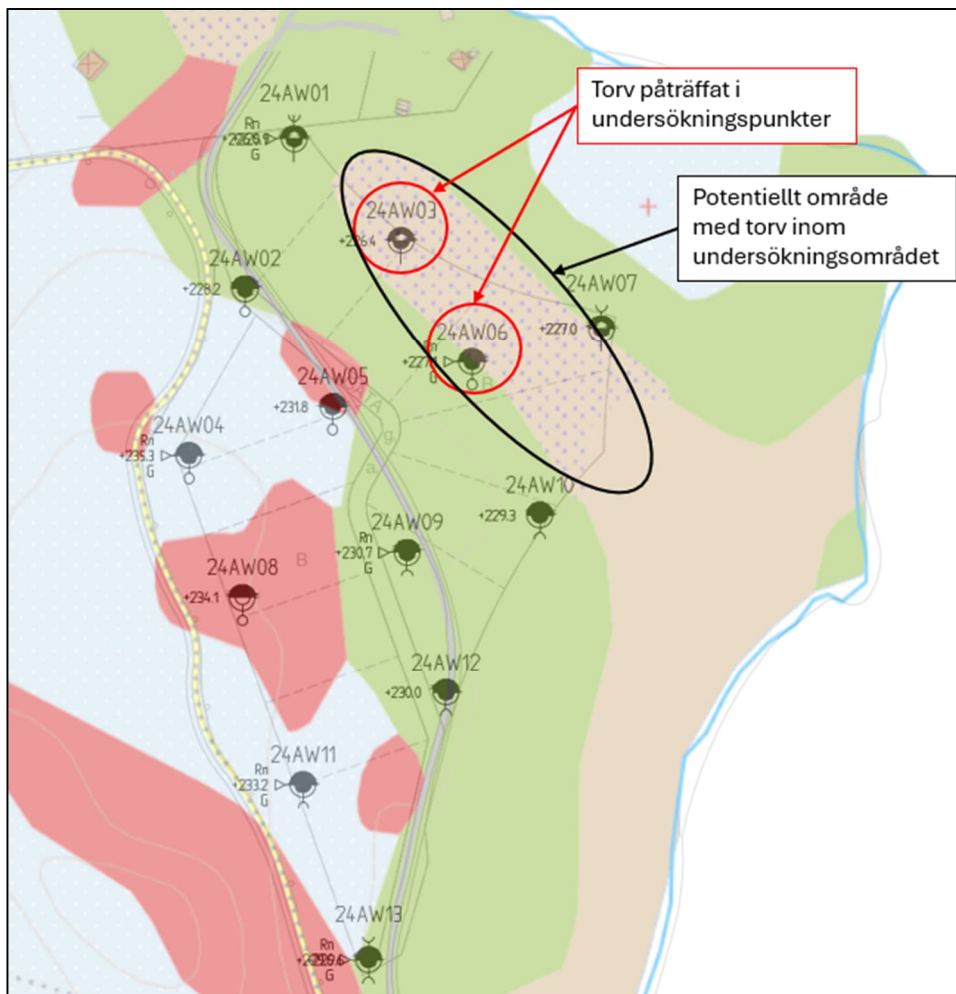 24AW01
Rn
G
Torv påträffat i
undersökningspunkter
Potentiellt område
med torv inom
undersökningsområdet
24AW03
+226.4
24AW02
+228.2
24AW07
+227.0
24AW06
Rn
G
B
24AW05
+231.8
24AW04
Rn
+235.3
G
g
a
24AW10
+229.3
24AW09
Rn
+230.7
G
B
24AW08
+234.1
24AW12
+230.0
24AW11
Rn
+233.2
G
24AW13
Rn
G